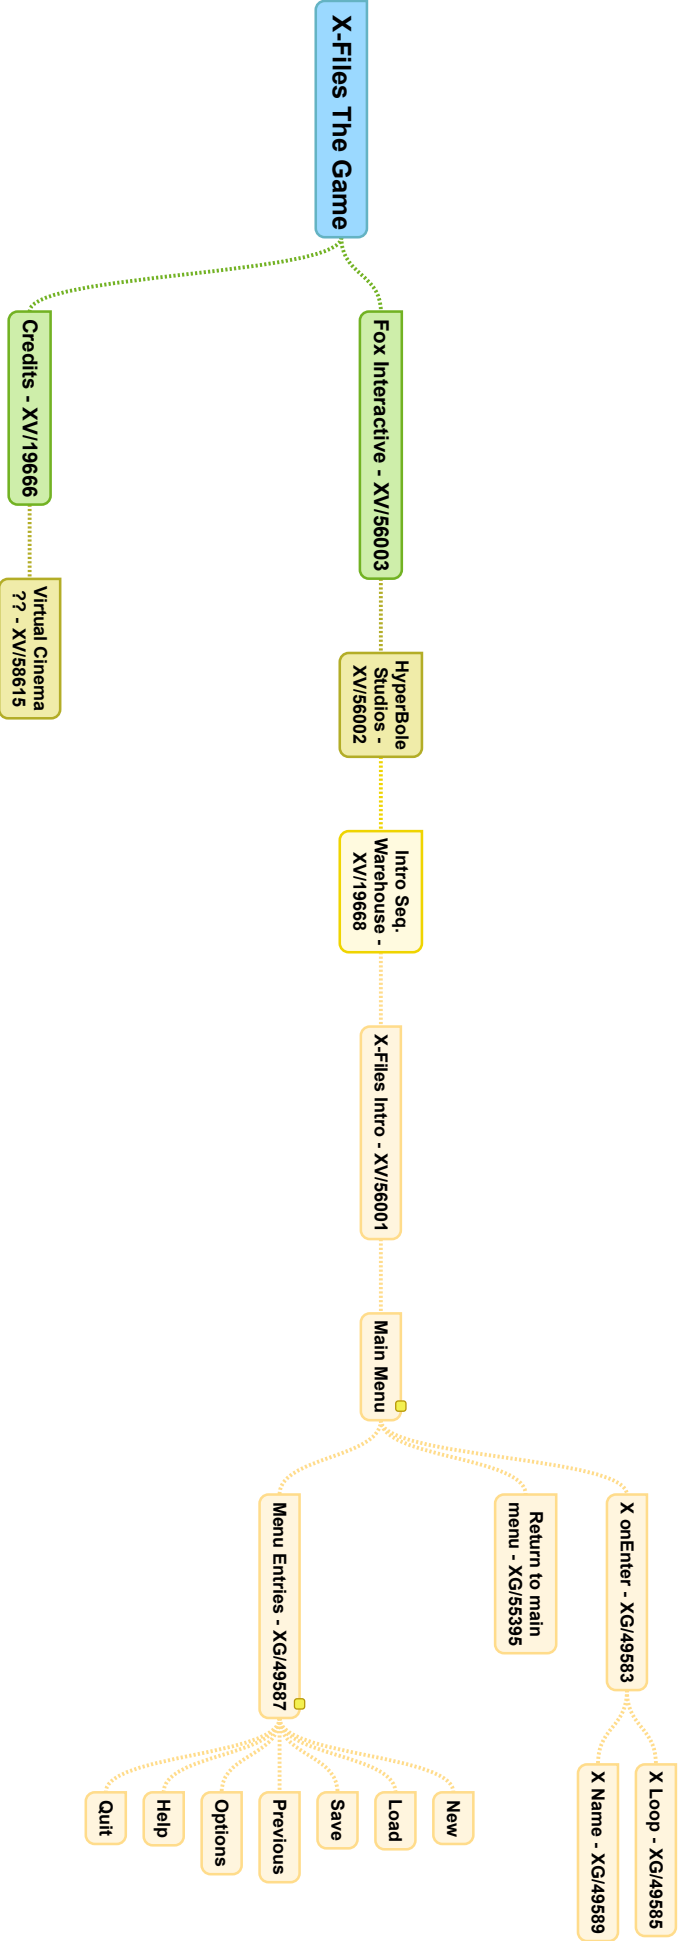 X-Files The Game
Fox Interactive - XV/56003
HyperBole
Studios -
XV/56002
Intro Seq.
Warehouse -
XV/19668
X-Files Intro - XV/56001
Main Menu
X onEnter - XG/49583
X Loop - XG/49585
X Name - XG/49589
Return to main
menu - XG/55395
Menu Entries - XG/49587
New
Load
Save
Previous
Options
Help
Quit
Credits - XV/19666
Virtual Cinema
?? - XV/58615